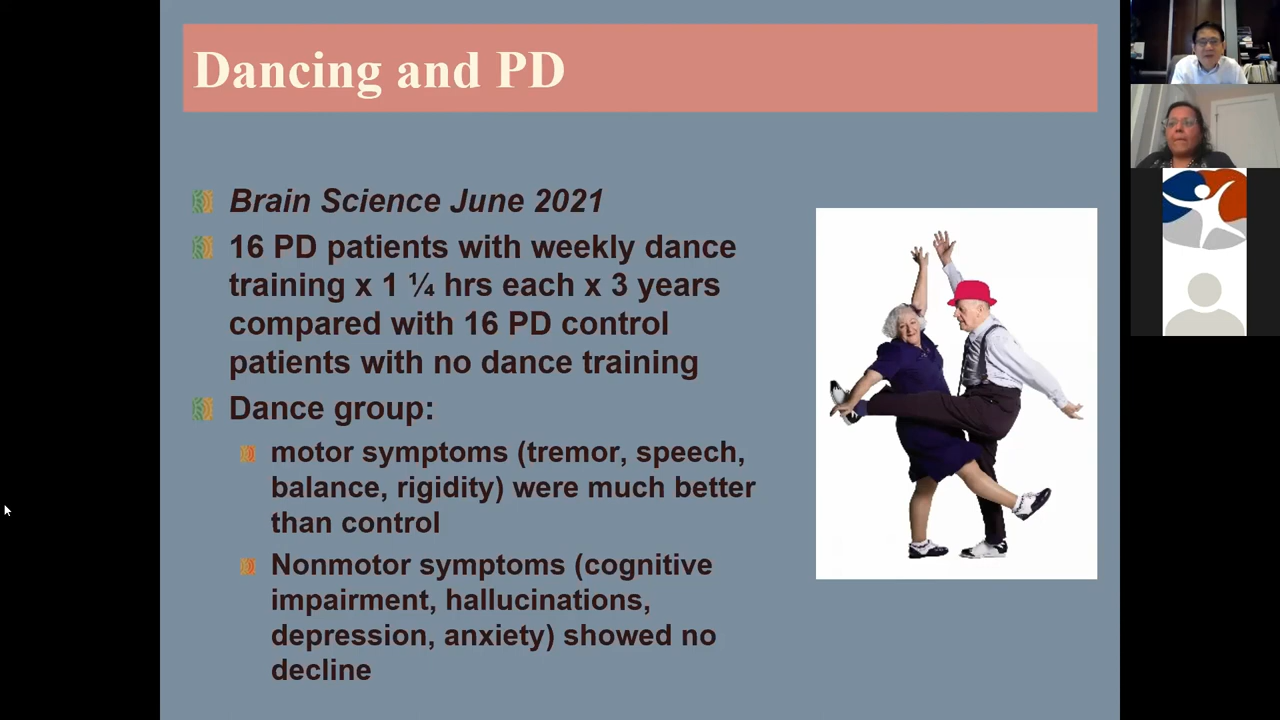 Dancing and PD
Brain Science June 2021
16 PD patients with weekly dance
training x 1 ¼ hrs each x 3 years
compared with 16 PD control
patients with no dance training
Dance group:
motor symptoms (tremor, speech,
balance, rigidity) were much better
than control
Nonmotor symptoms (cognitive
impairment, hallucinations,
depression, anxiety) showed no
decline